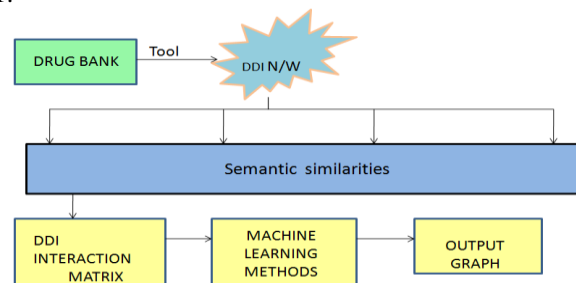 Tool
DRUG BANK
DDI N/W
Semantic similarities
DDI
INTERACTION
MATRIX
MACHINE
LEARNING
METHODS
OUTPUT
GRAPH